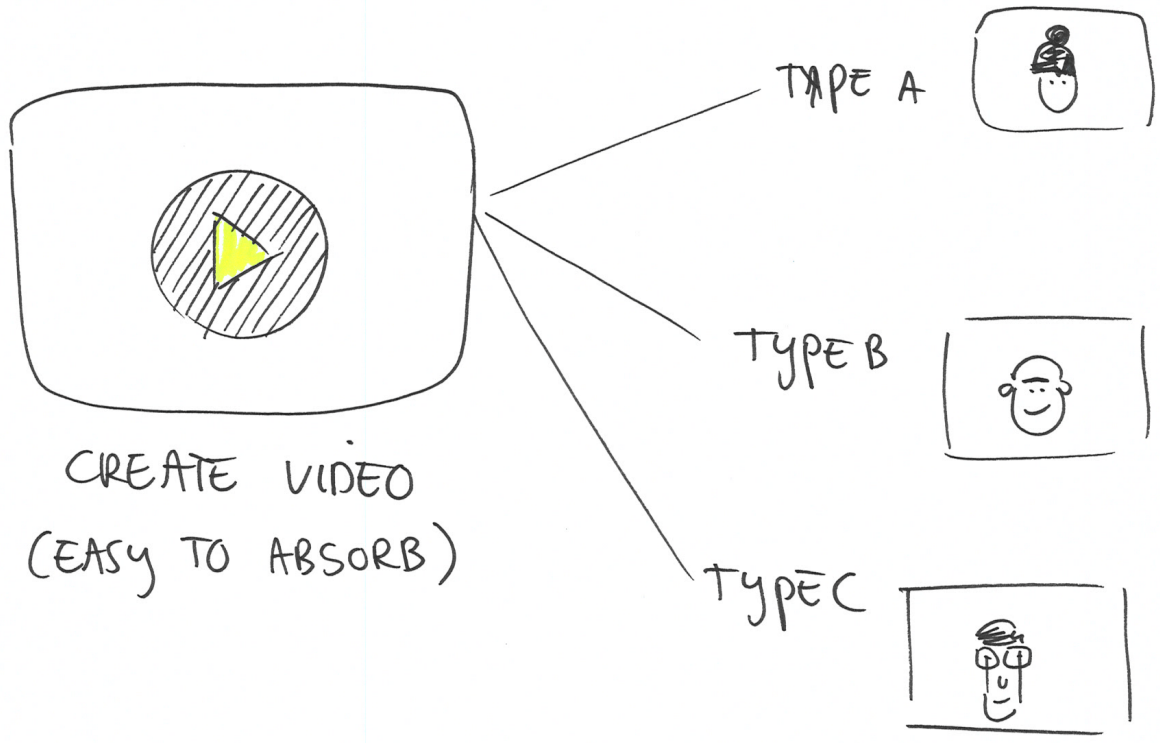 CREATE VIDEO
(EASY TO ABSORB)
TYPE A
TYPE B
TYPE C